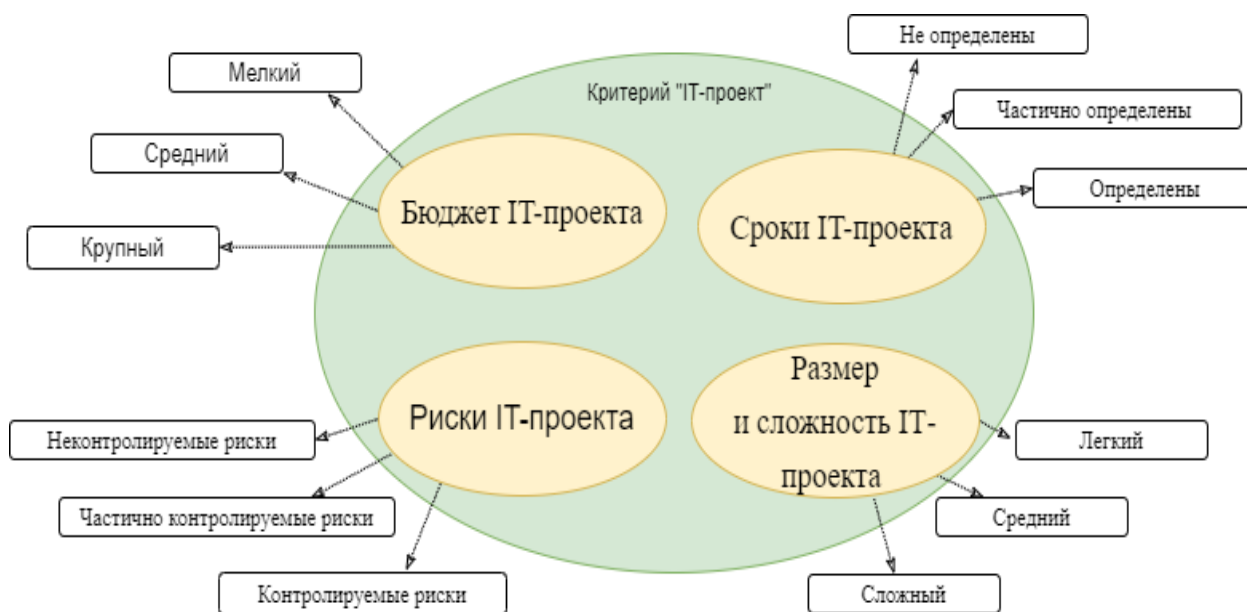 Не определены
Мелкий
Критерий "IT-проект"
Частично определены
Средний
Определены
Бюджет IT-проекта
Сроки IT-проекта
Крупный
Размер
и сложность IT-
проекта
Риски IT-проекта
Неконтролируемые риски
Легкий
Частично контролируемые риски
Средний
Контролируемые риски
Сложный